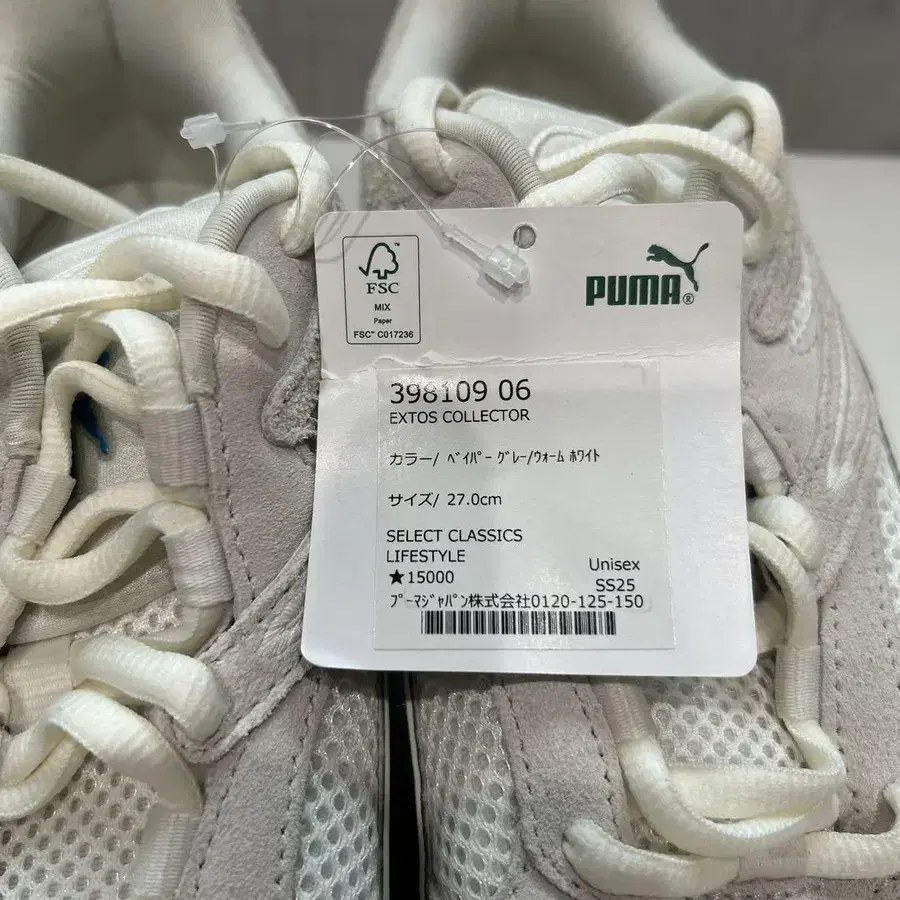 FSC™
MIX
Paper
FSC™ C017236
PUMA®
398109 06
EXTOS COLLECTOR
カラー/ ﾍﾞｲﾊﾟｰ ｸﾞﾚｰ/ｳｫｰﾑ ﾎﾜｲﾄ
サイズ/ 27.0cm
SELECT CLASSICS
LIFESTYLE
Unisex
★15000
SS25
ﾌﾟｰﾏｼﾞｬﾊﾟﾝ株式会社0120-125-150